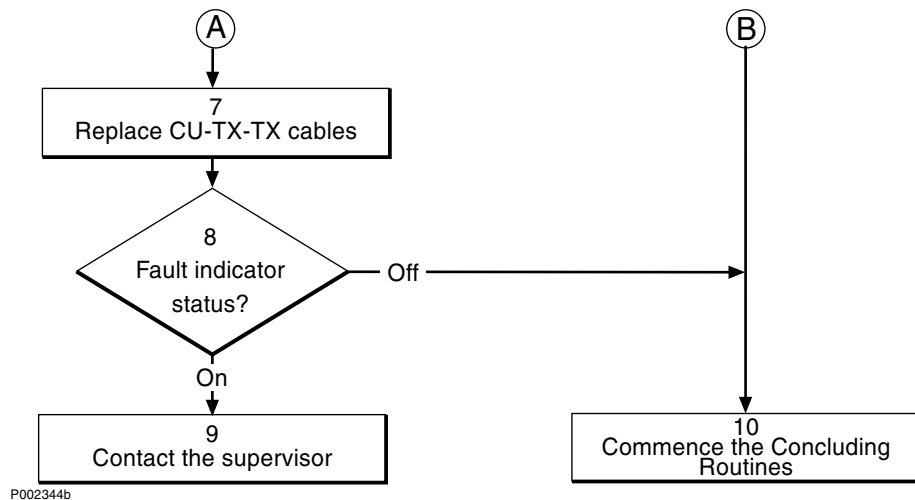 A
B
7
Replace CU-TX-TX cables
8
Fault indicator
status?
Off
On
9
Contact the supervisor
10
Commence the Concluding
Routines
P002344b